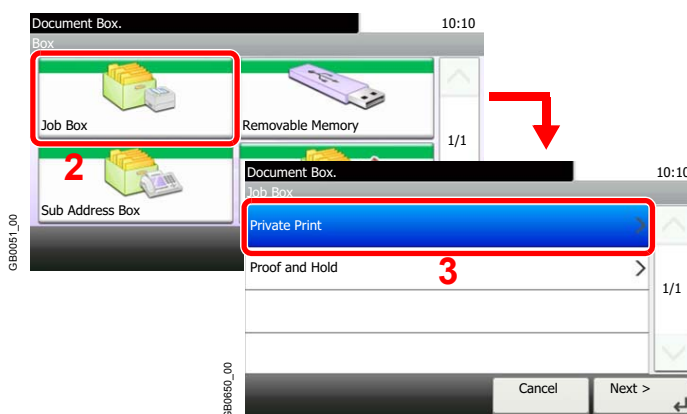 Document Box.
10:10
Box
Job Box
Removable Memory
1/1
2
Sub Address Box
GB0051_00
Document Box.
10:10
Job Box
Private Print
Proof and Hold
3
1/1
Cancel
Next >
GB0650_00